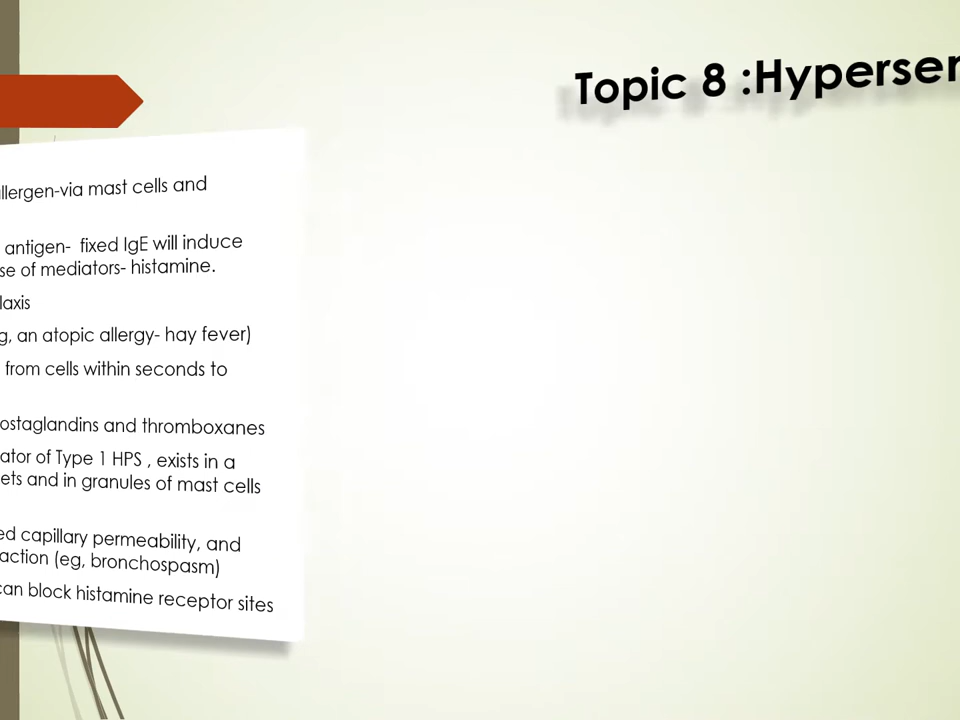 Topic 8 :Hyperser
llergen-via mast cells and
antigen- fixed IgE will induce
se of mediators- histamine.
laxis
g, an atopic allergy- hay fever)
from cells within seconds to
ostaglandins and thromboxanes
ator of Type 1 HPS , exists in a
ets and in granules of mast cells
ed capillary permeability, and
action (eg, bronchospasm)
can block histamine receptor sites